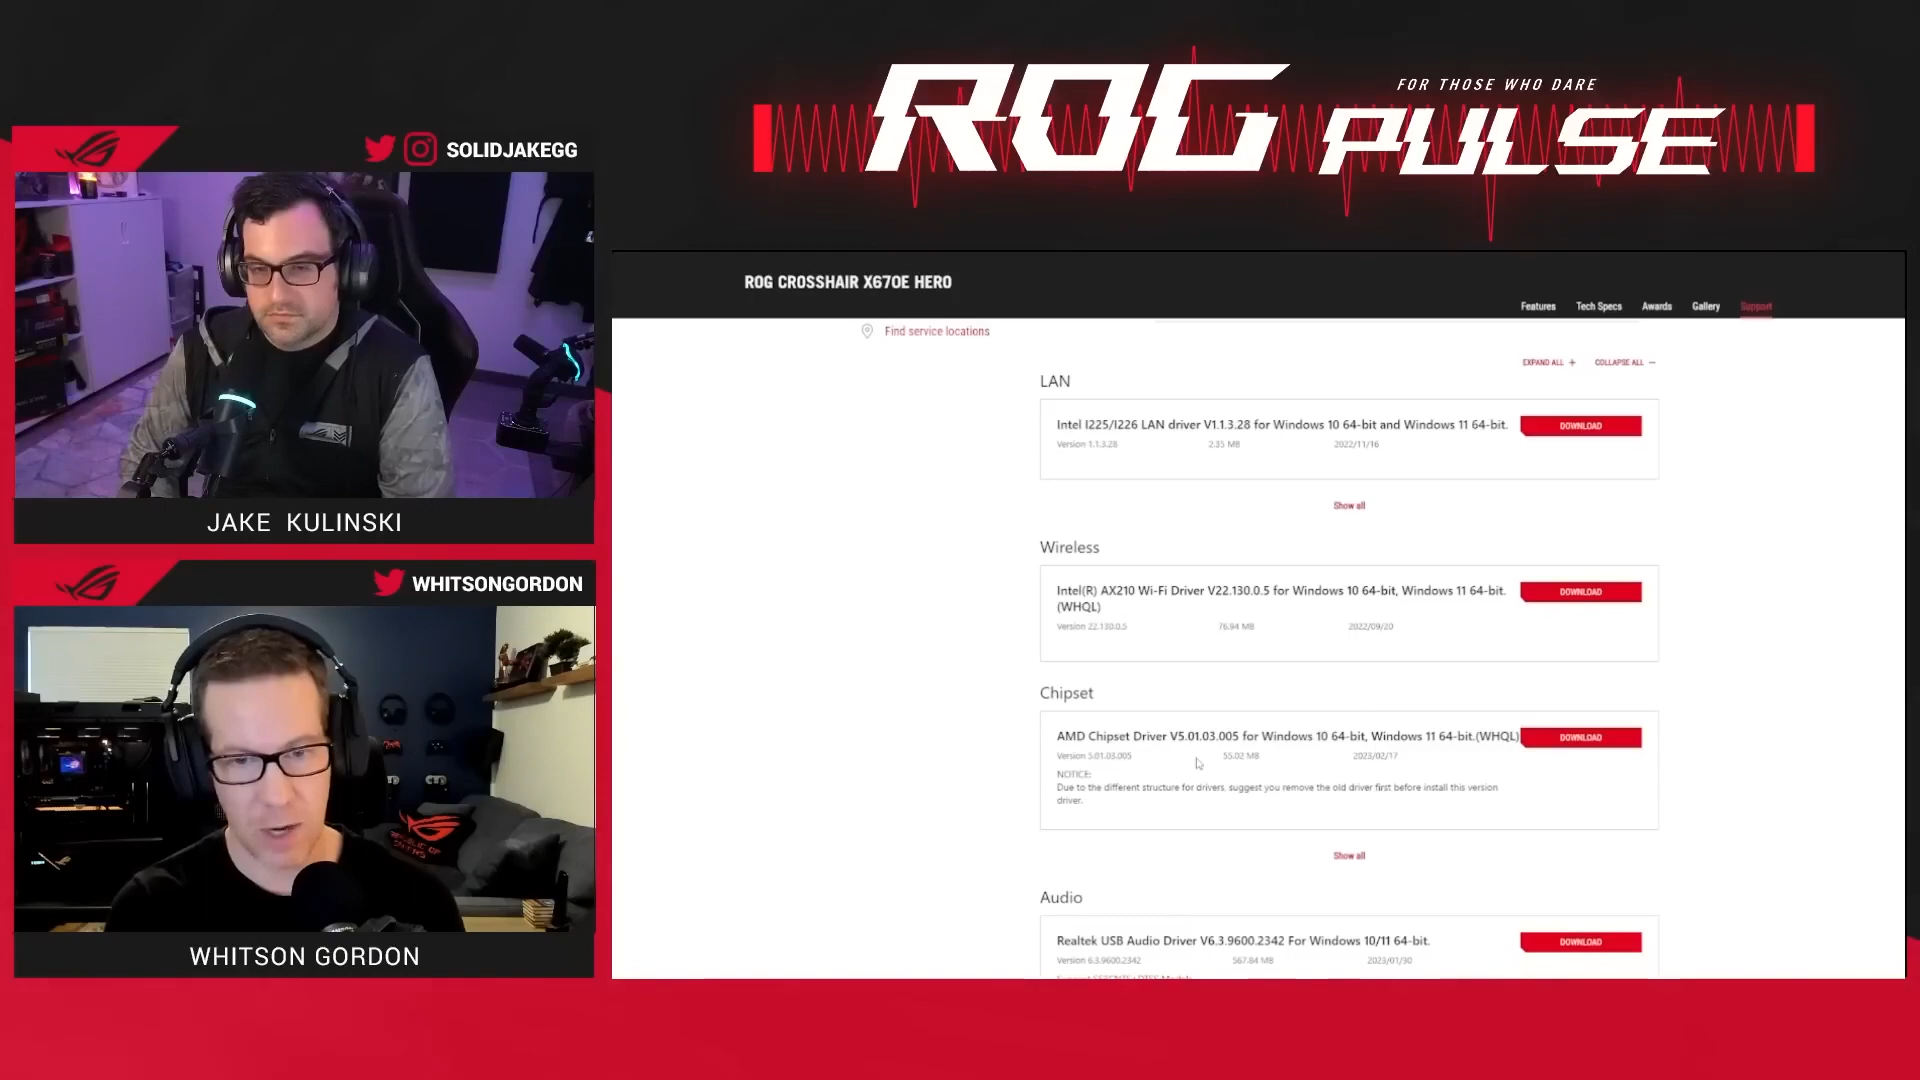 ROG
FOR THOSE WHO DARE
PULSE
SOLIDJAKEGG
JAKE KULINSKI
WHITSONGORDON
WHITSON GORDON
ROG CROSSHAIR X670E HERO
Features
Tech Specs
Awards
Gallery
Support
Find service locations
EXPAND ALL +
COLLAPSE ALL −
LAN
Intel I225/I226 LAN driver V1.1.3.28 for Windows 10 64-bit and Windows 11 64-bit.
DOWNLOAD
Version 1.1.3.28
2.35 MB
2022/11/16
Show all
Wireless
Intel(R) AX210 Wi-Fi Driver V22.130.0.5 for Windows 10 64-bit, Windows 11 64-bit.
(WHQL)
DOWNLOAD
Version 22.130.0.5
76.94 MB
2022/09/20
Chipset
AMD Chipset Driver V5.01.03.005 for Windows 10 64-bit, Windows 11 64-bit.(WHQL)
DOWNLOAD
Version 5.01.03.005
55.02 MB
2023/02/17
NOTICE:
Due to the different structure for drivers, suggest you remove the old driver first before install this version
driver.
Show all
Audio
Realtek USB Audio Driver V6.3.9600.2342 For Windows 10/11 64-bit.
DOWNLOAD
Version 6.3.9600.2342
567.84 MB
2023/01/30